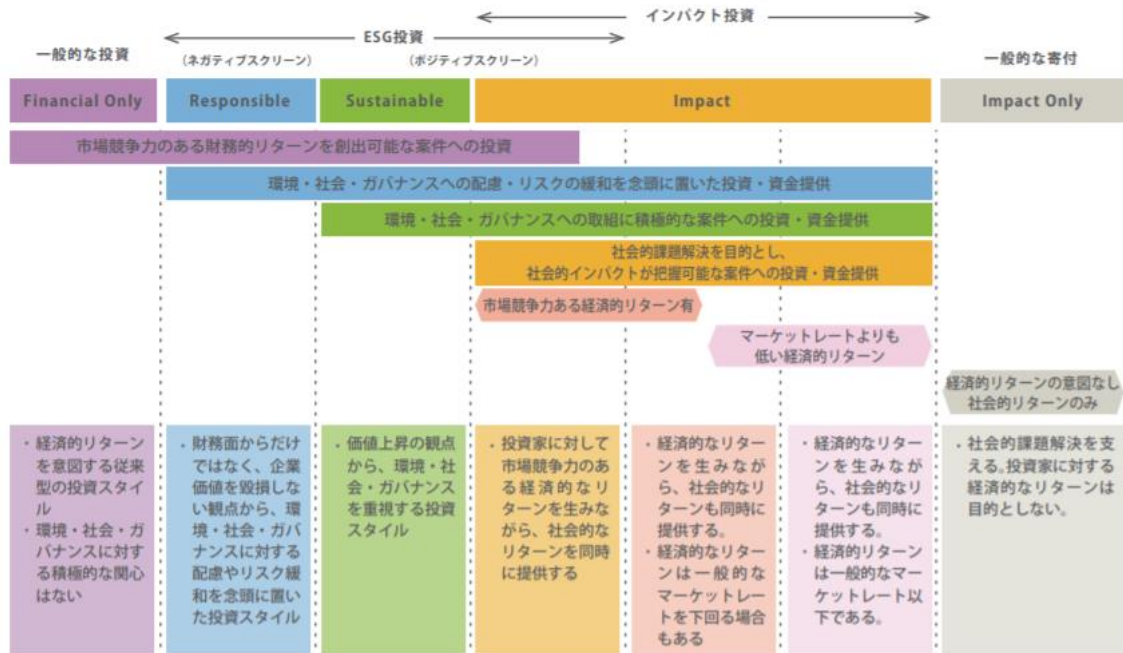 インパクト投資
ESG投資
一般的な投資
(ネガティブスクリーン)
(ポジティブスクリーン)
一般的な寄付
Financial Only
Responsible
Sustainable
Impact
Impact Only
市場競争力のある財務的リターンを創出可能な案件への投資
環境・社会・ガバナンスへの配慮・リスクの緩和を念頭に置いた投資・資金提供
環境・社会・ガバナンスへの取組に積極的な案件への投資・資金提供
社会的課題解決を目的とし、
社会的インパクトが把握可能な案件への投資・資金提供
市場競争力ある経済的リターン有
マーケットレートよりも
低い経済的リターン
経済的リターンの意図なし
社会的リターンのみ
・経済的リターン
を意図する従来
型の投資スタイ
ル
・環境・社会・ガ
バナンスに対す
る積極的な関心
はない
・財務面からだけ
ではなく、企業
価値を毀損しな
い観点から、環
境・社会・ガバ
ナンスに対する
配慮やリスク緩
和を念頭に置い
た投資スタイル
・価値上昇の観点
から、環境・社
会・ガバナンス
を重視する投資
スタイル
・投資家に対して
市場競争力のあ
る経済的なリ
ターンを生みな
がら、社会的な
リターンを同時
に提供する
・経済的なリター
ンを生みなが
ら、社会的なリ
ターンも同時に
提供する。
・経済的なリター
ンは一般的な
マーケットレー
トを下回る場合
もある
・経済的なリター
ンを生みなが
ら、社会的なリ
ターンも同時に
提供する。
・経済的リターン
は一般的なマー
ケットレート以
下である。
・社会的課題解決を支
える。投資家に対する
経済的なリターンは
目的としない。